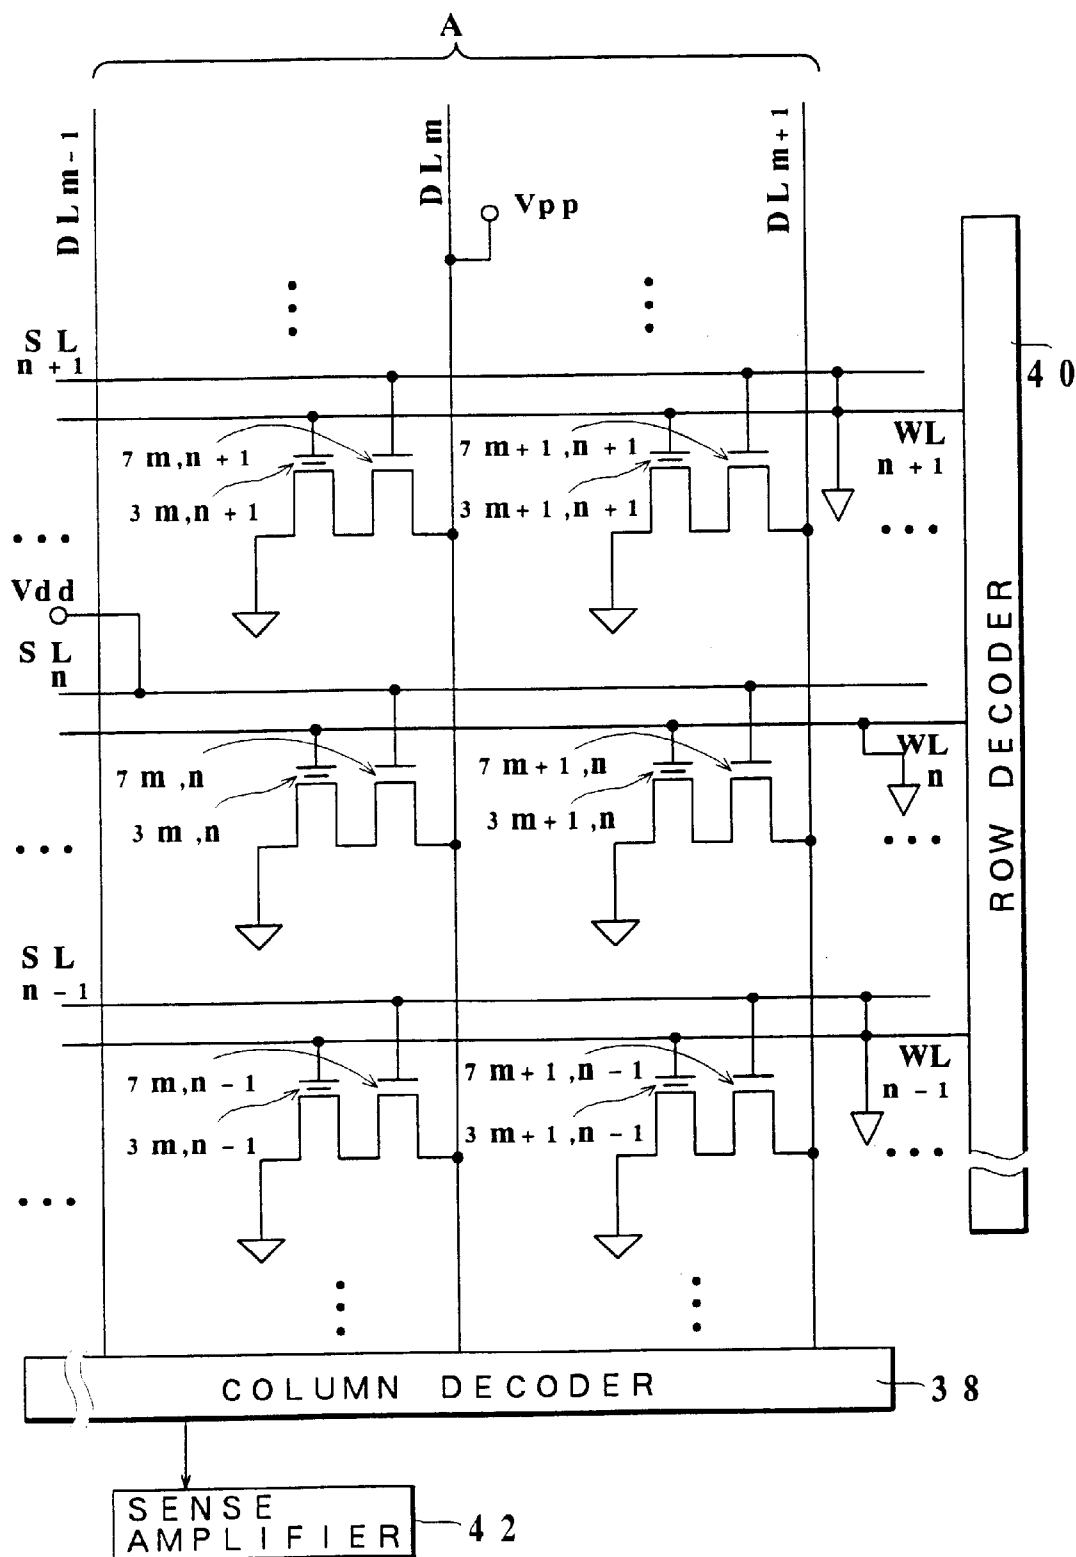 A
DLm-1
DLm
DLm+1
Vpp
SL
n+1
40
WL
n+1
7 m,n+1
3 m,n+1
7 m+1,n+1
3 m+1,n+1
Vdd
SL
n
WL
n
7 m,n
3 m,n
7 m+1,n
3 m+1,n
ROW DECODER
SL
n-1
WL
n-1
7 m,n-1
3 m,n-1
7 m+1,n-1
3 m+1,n-1
COLUMN DECODER
38
SENSE
AMPLIFIER
42